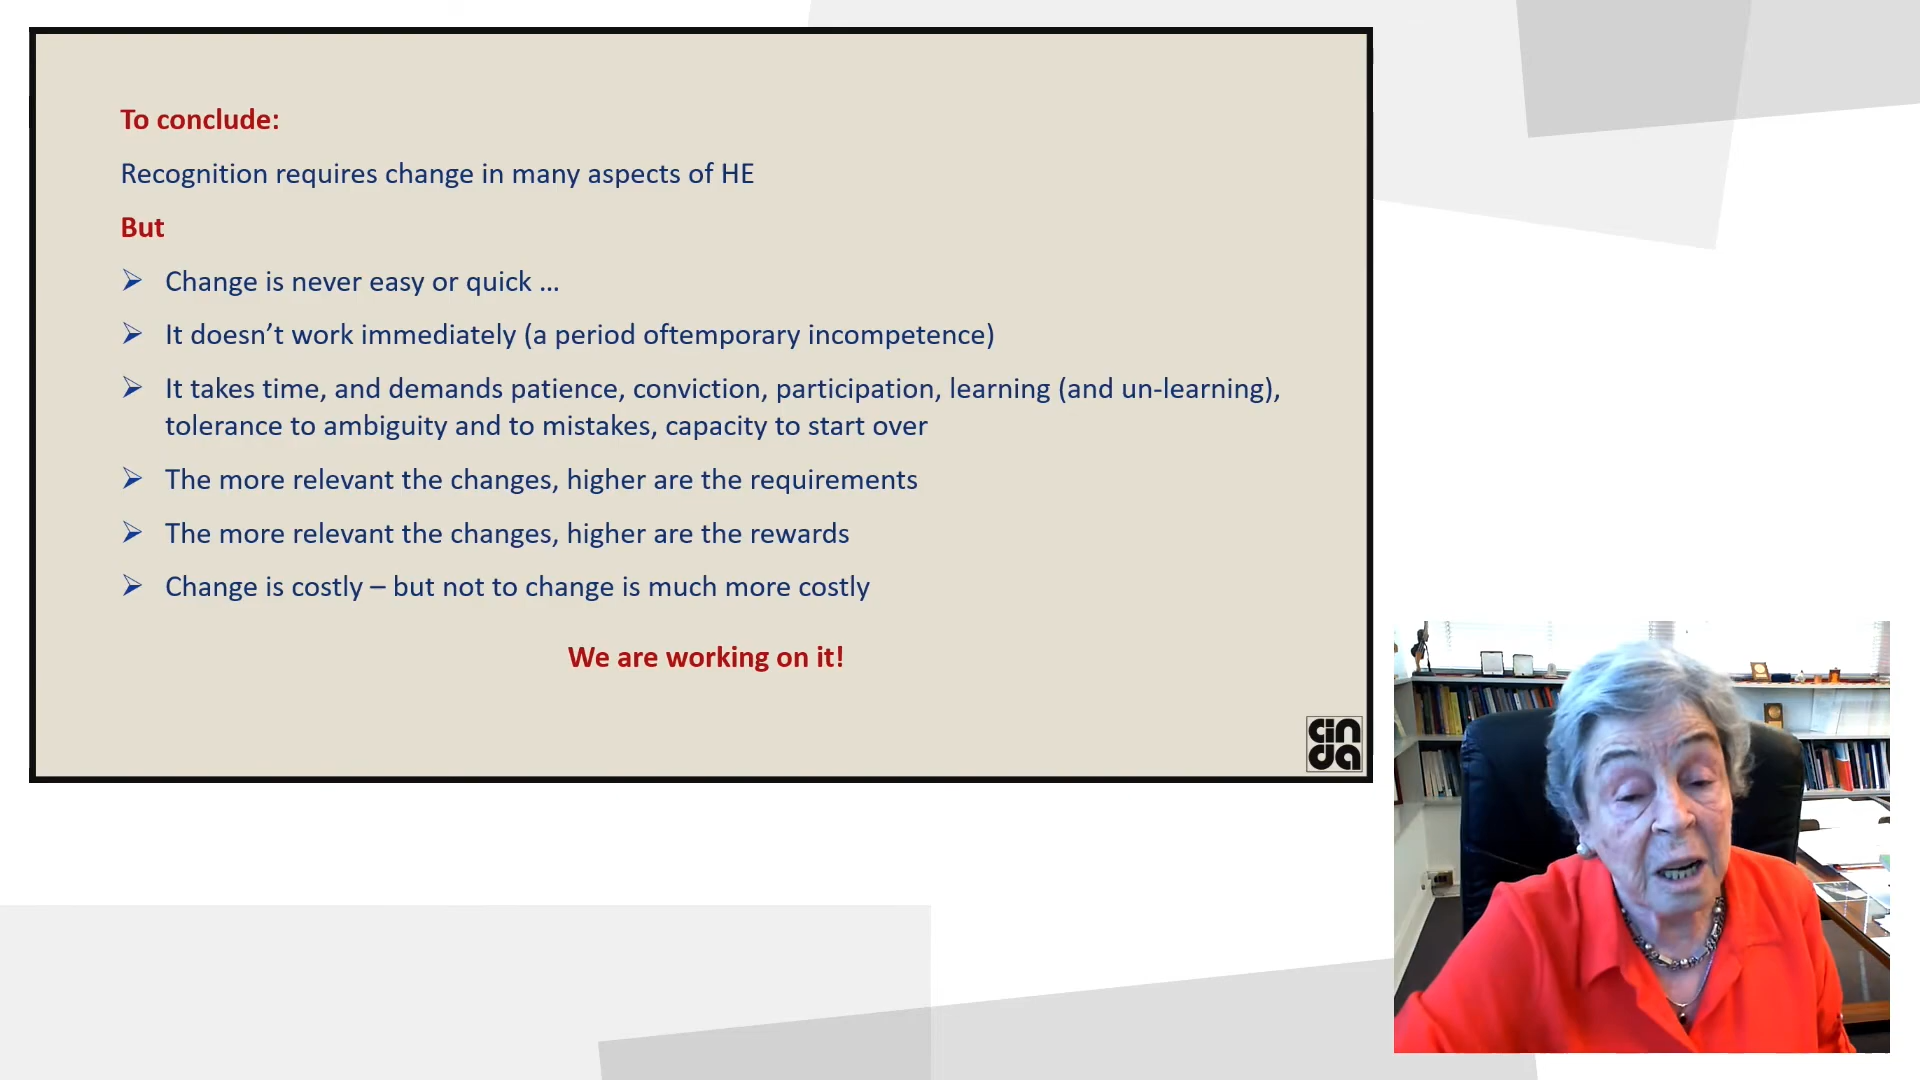 To conclude:
Recognition requires change in many aspects of HE
But
➢ Change is never easy or quick ...
➢ It doesn’t work immediately (a period oftemporary incompetence)
➢ It takes time, and demands patience, conviction, participation, learning (and un-learning),
tolerance to ambiguity and to mistakes, capacity to start over
➢ The more relevant the changes, higher are the requirements
➢ The more relevant the changes, higher are the rewards
➢ Change is costly – but not to change is much more costly
We are working on it!
cin
da